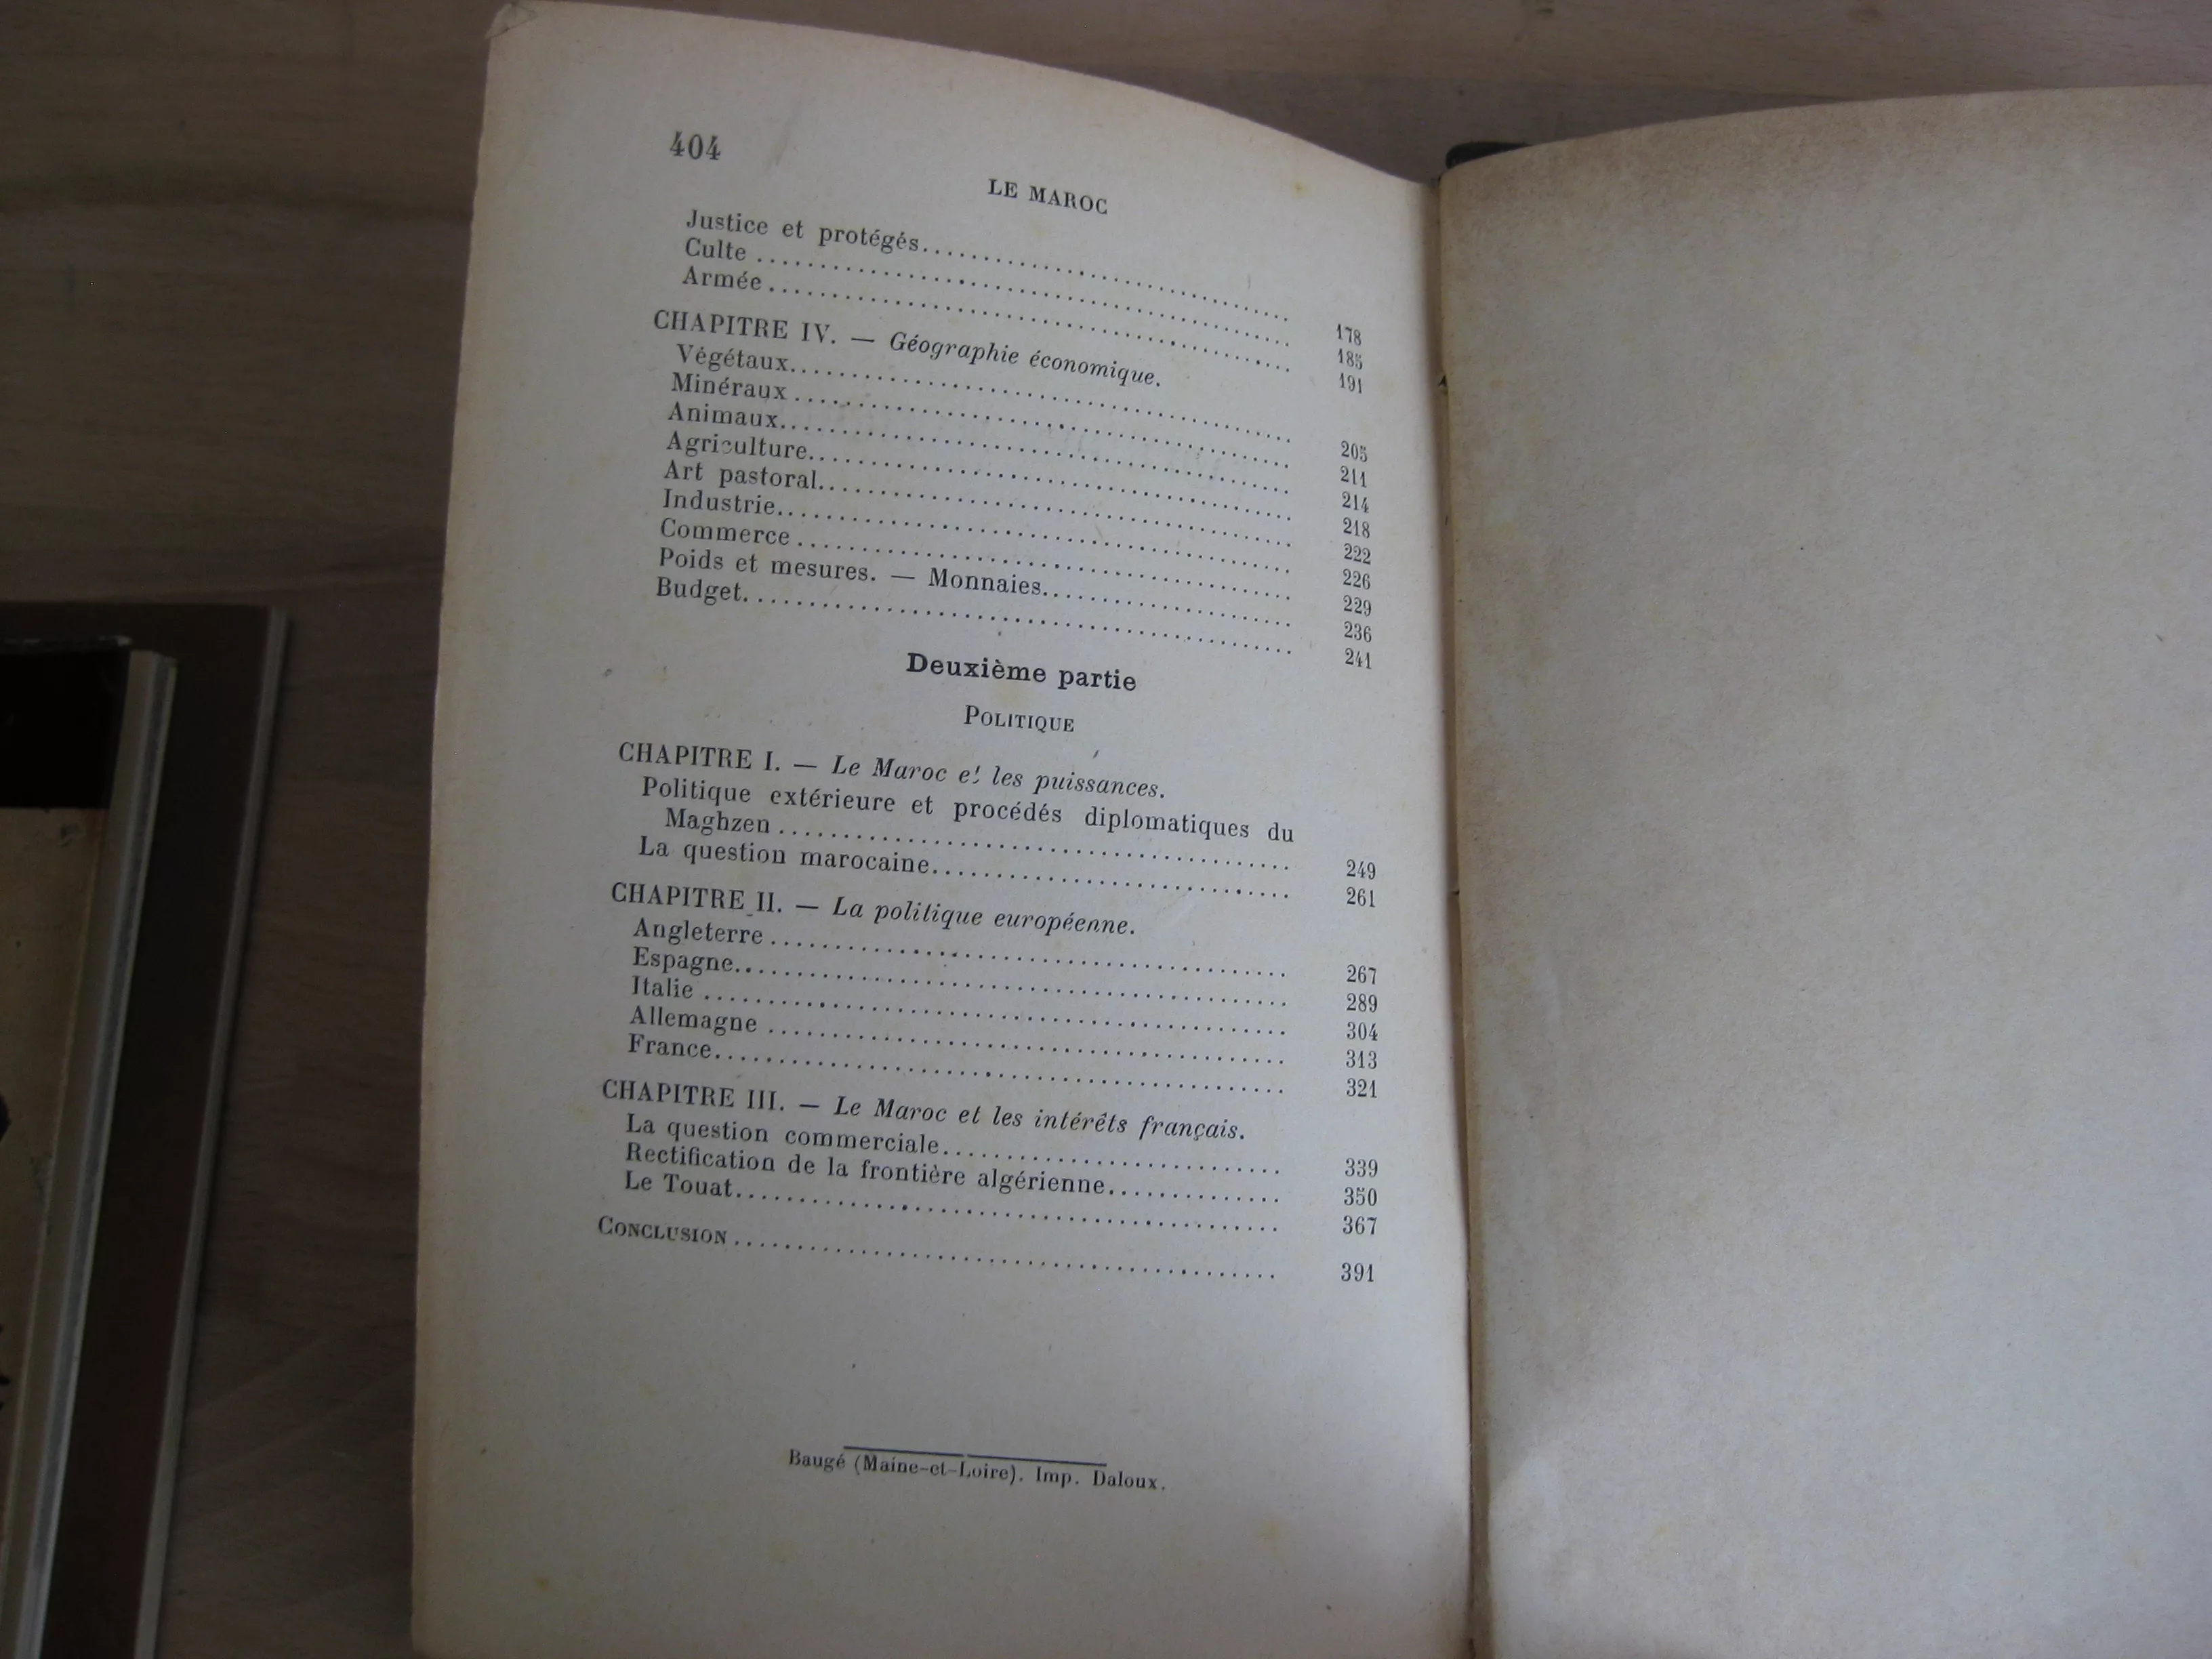 404
LE MAROC
Justice et protégés........ 178
Culte........ 185
Armée........ 191
CHAPITRE IV. — Géographie économique.
Végétaux........ 205
Minéraux........ 211
Animaux........ 214
Agriculture........ 218
Art pastoral........ 222
Industrie........ 226
Commerce........ 229
Poids et mesures. — Monnaies........ 236
Budget........ 241
Deuxième partie
POLITIQUE
CHAPITRE I. — Le Maroc et les puissances.
Politique extérieure et procédés diplomatiques du
Maghzen........ 249
La question marocaine........ 261
CHAPITRE II. — La politique européenne.
Angleterre........ 267
Espagne........ 289
Italie........ 304
Allemagne........ 313
France........ 321
CHAPITRE III. — Le Maroc et les intérêts français.
La question commerciale........ 339
Rectification de la frontière algérienne........ 350
Le Touat........ 367
CONCLUSION........ 391
Baugé (Maine-et-Loire). Imp. Daloux.